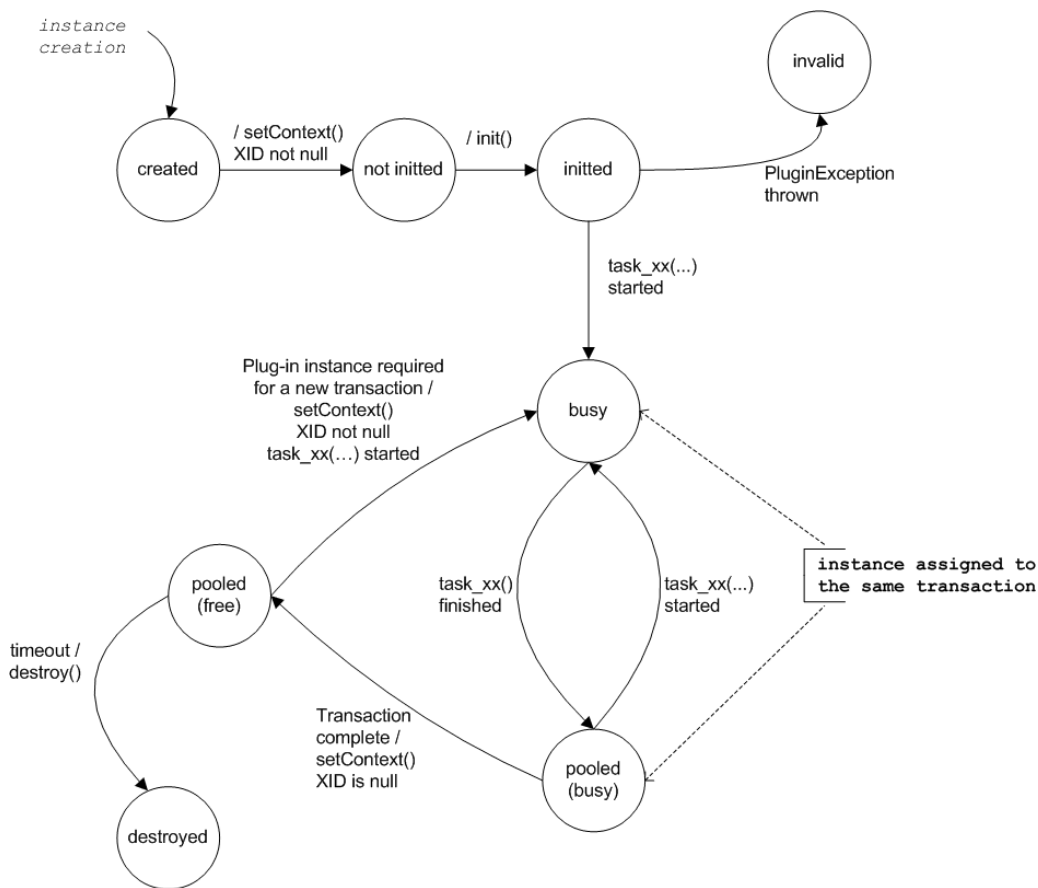 instance
creation
invalid
/ setContext()
XID not null
/ init()
created
not initted
initted
PluginException
thrown
task_xx(...)
started
Plug-in instance required
for a new transaction /
setContext()
XID not null
task_xx(...) started
busy
instance assigned to
the same transaction
pooled
(free)
task_xx()
finished
task_xx(...)
started
timeout /
destroy()
Transaction
complete /
setContext()
XID is null
pooled
(busy)
destroyed